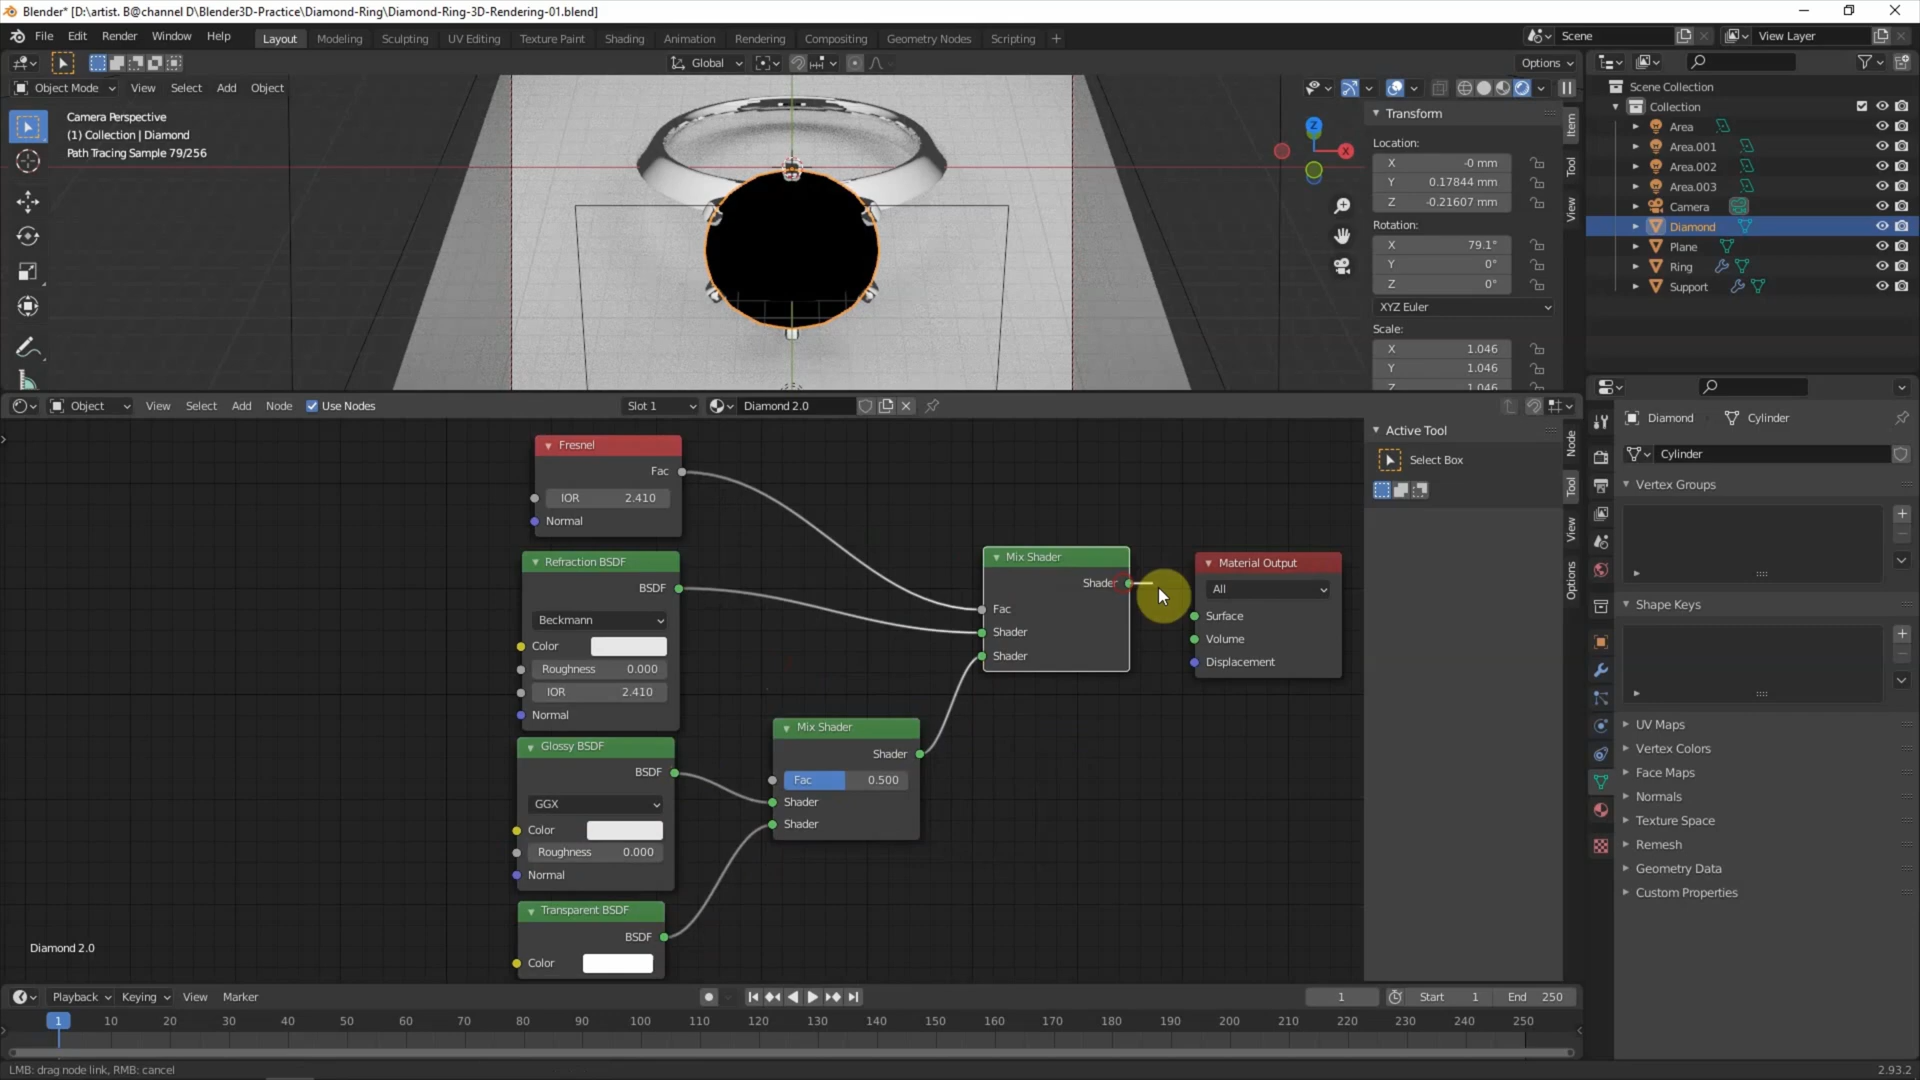 Blender* [D:\artist. B@channel D\Blender3D-Practice\Diamond-Ring\Diamond-Ring-3D-Rendering-01.blend]
File Edit Render Window Help
Layout Modeling Sculpting UV Editing Texture Paint Shading Animation Rendering Compositing Geometry Nodes Scripting +
Scene
View Layer
Global
Options
Object Mode View Select Add Object
Camera Perspective
(1) Collection | Diamond
Path Tracing Sample 79/256
Z
X
Transform
Location:
X -0 mm
Y 0.17844 mm
Z -0.21607 mm
Rotation:
X 79.1°
Y 0°
Z 0°
XYZ Euler
Scale:
X 1.046
Y 1.046
Z 1.046
Item
Tool
View
Scene Collection
Collection
Area
Area.001
Area.002
Area.003
Camera
Diamond
Plane
Ring
Support
Object View Select Add Node Use Nodes
Slot 1
Diamond 2.0
Fresnel
Fac
IOR 2.410
Normal
Refraction BSDF
BSDF
Beckmann
Color
Roughness 0.000
IOR 2.410
Normal
Glossy BSDF
BSDF
GGX
Color
Roughness 0.000
Normal
Transparent BSDF
BSDF
Color
Mix Shader
Shader
Fac 0.500
Shader
Shader
Mix Shader
Shader
Fac
Shader
Shader
Material Output
All
Surface
Volume
Displacement
Diamond 2.0
Active Tool
Select Box
Node
Tool
View
Options
Diamond Cylinder
Cylinder
Vertex Groups
Shape Keys
UV Maps
Vertex Colors
Face Maps
Normals
Texture Space
Remesh
Geometry Data
Custom Properties
Playback Keying View Marker
1
Start 1
End 250
1 10 20 30 40 50 60 70 80 90 100 110 120 130 140 150 160 170 180 190 200 210 220 230 240 250
LMB: drag node link, RMB: cancel
2.93.2